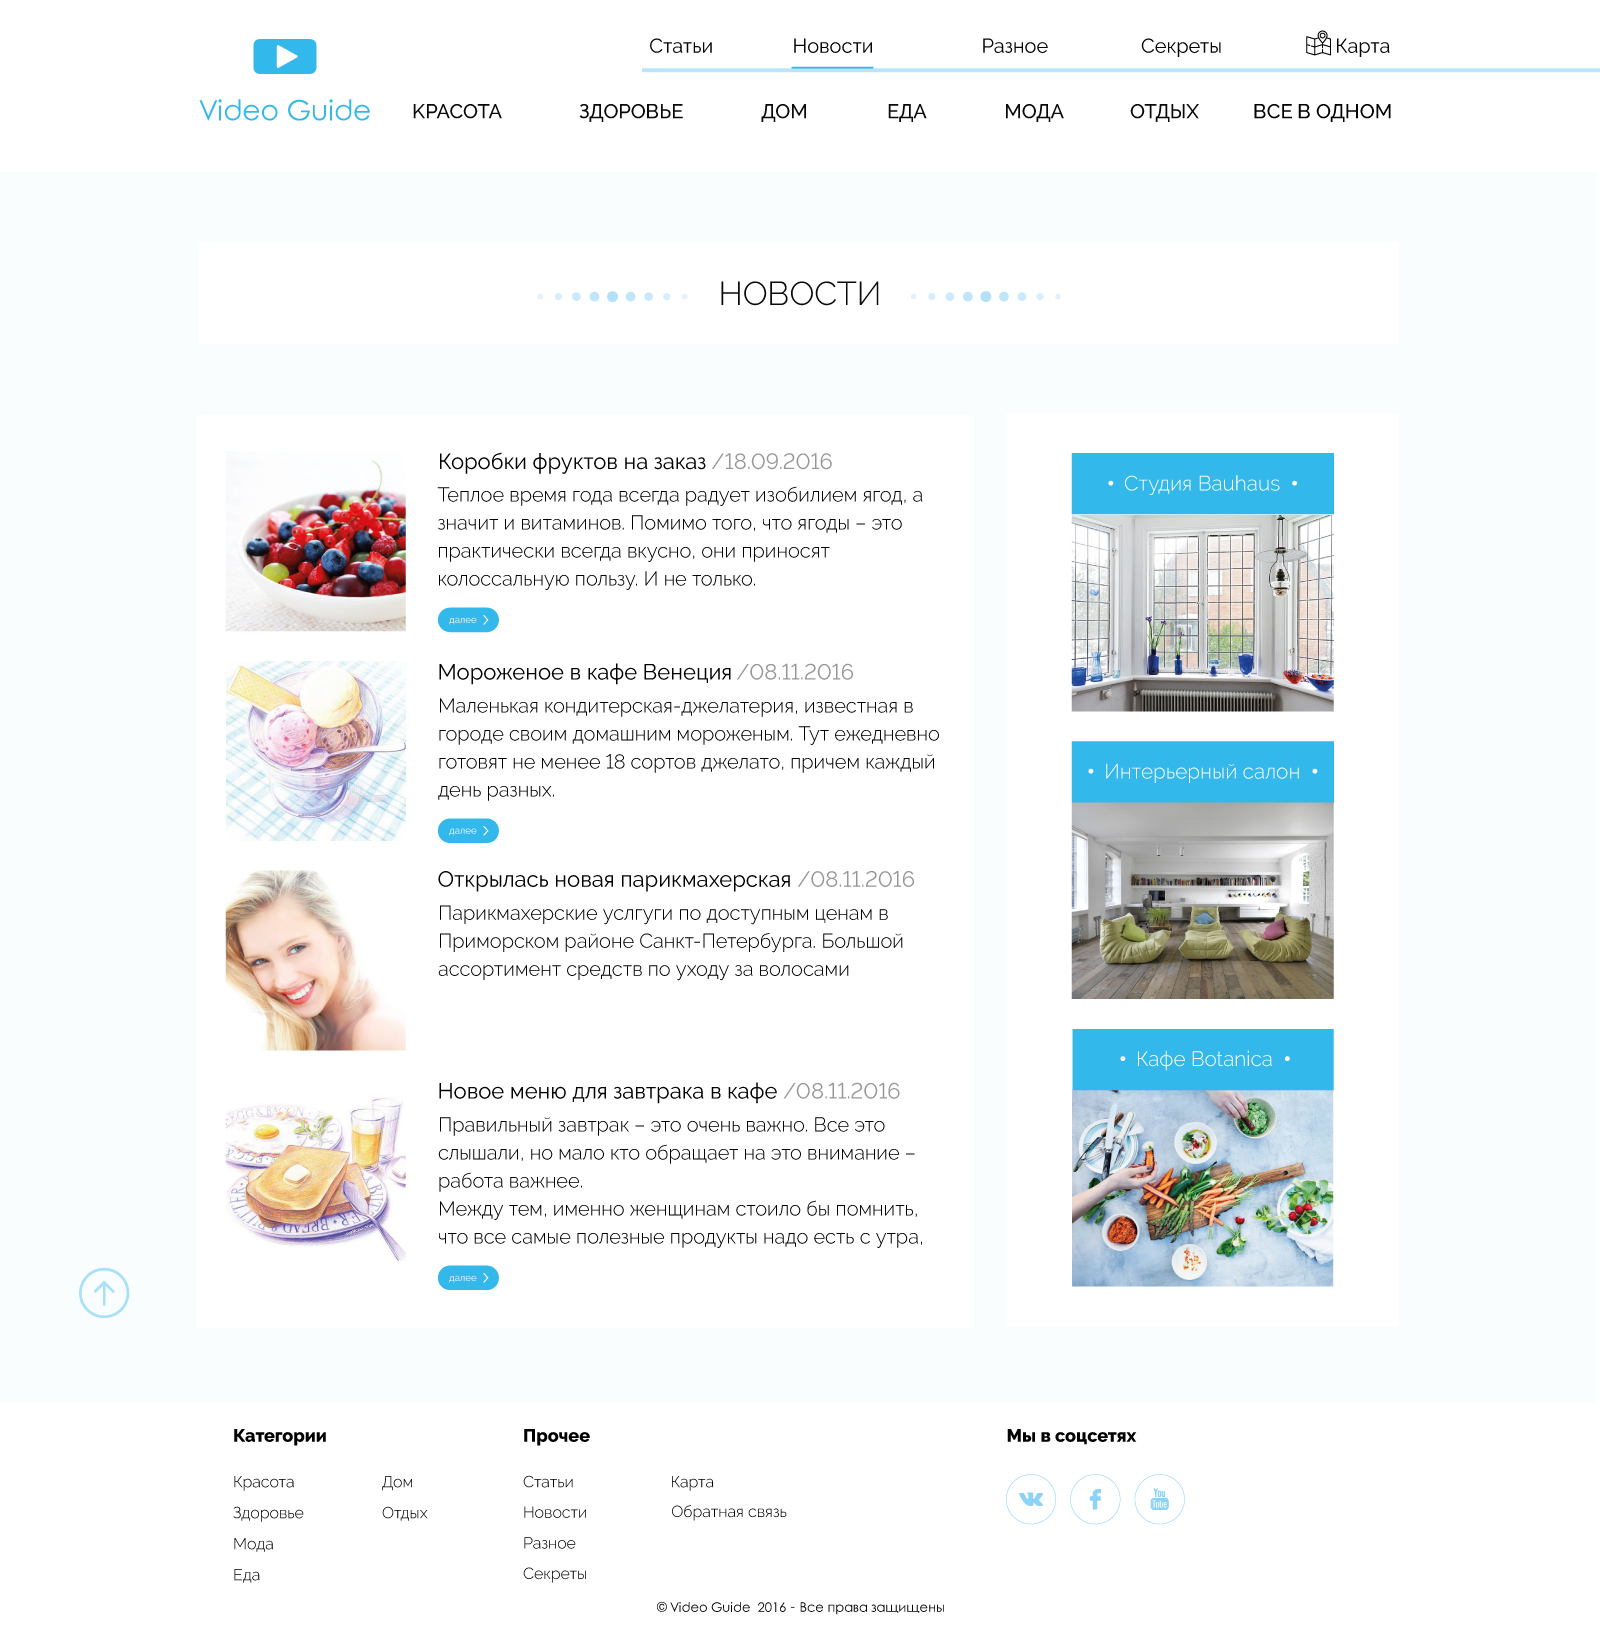 Статьи Новости Разное Секреты Карта
Video Guide КРАСОТА ЗДОРОВЬЕ ДОМ ЕДА МОДА ОТДЫХ ВСЕ В ОДНОМ
НОВОСТИ
Коробки фруктов на заказ /18.09.2016
Теплое время года всегда радует изобилием ягод, а
значит и витаминов. Помимо того, что ягоды – это
практически всегда вкусно, они приносят
колоссальную пользу. И не только.
далее
Мороженое в кафе Венеция /08.11.2016
Маленькая кондитерская-джелатерия, известная в
городе своим домашним мороженым. Тут ежедневно
готовят не менее 18 сортов джелато, причем каждый
день разных.
далее
Открылась новая парикмахерская /08.11.2016
Парикмахерские услгуги по доступным ценам в
Приморском районе Санкт-Петербурга. Большой
ассортимент средств по уходу за волосами
Новое меню для завтрака в кафе /08.11.2016
Правильный завтрак – это очень важно. Все это
слышали, но мало кто обращает на это внимание –
работа важнее.
Между тем, именно женщинам стоило бы помнить,
что все самые полезные продукты надо есть с утра,
далее
• Студия Bauhaus •
• Интерьерный салон •
• Кафе Botanica •
Категории
Красота Дом
Здоровье Отдых
Мода
Еда
Прочее
Статьи Карта
Новости Обратная связь
Разное
Секреты
Мы в соцсетях
You
Tube
© Video Guide 2016 - Все права защищены